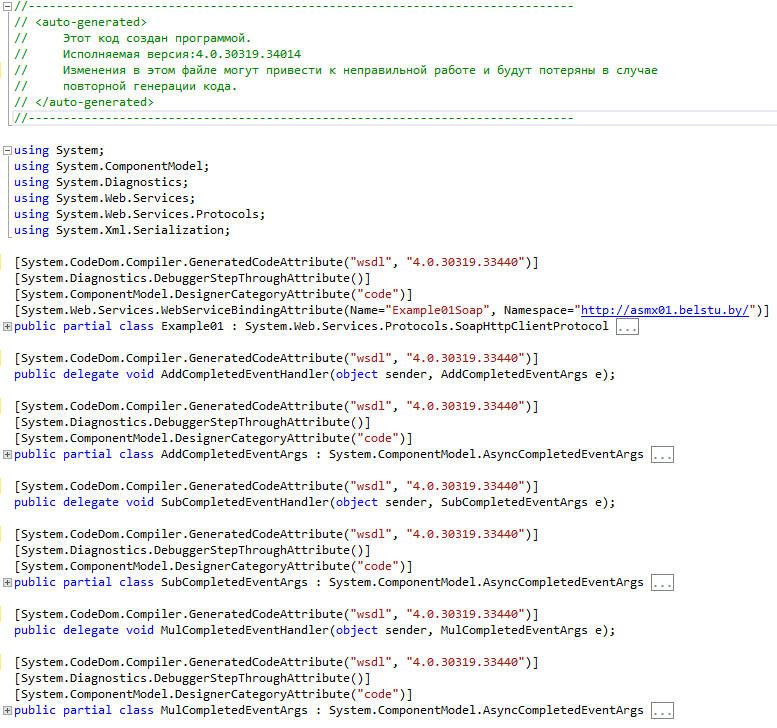 //------------------------------------------------------------------------------
// <auto-generated>
//     Этот код создан программой.
//     Исполняемая версия:4.0.30319.34014
//     Изменения в этом файле могут привести к неправильной работе и будут потеряны в случае
//     повторной генерации кода.
// </auto-generated>
//------------------------------------------------------------------------------
using System;
using System.ComponentModel;
using System.Diagnostics;
using System.Web.Services;
using System.Web.Services.Protocols;
using System.Xml.Serialization;
[System.CodeDom.Compiler.GeneratedCodeAttribute("wsdl", "4.0.30319.33440")]
[System.Diagnostics.DebuggerStepThroughAttribute()]
[System.ComponentModel.DesignerCategoryAttribute("code")]
[System.Web.Services.WebServiceBindingAttribute(Name="Example01Soap", Namespace="http://asmx01.belstu.by/")]
public partial class Example01 : System.Web.Services.Protocols.SoapHttpClientProtocol ...
[System.CodeDom.Compiler.GeneratedCodeAttribute("wsdl", "4.0.30319.33440")]
public delegate void AddCompletedEventHandler(object sender, AddCompletedEventArgs e);
[System.CodeDom.Compiler.GeneratedCodeAttribute("wsdl", "4.0.30319.33440")]
[System.Diagnostics.DebuggerStepThroughAttribute()]
[System.ComponentModel.DesignerCategoryAttribute("code")]
public partial class AddCompletedEventArgs : System.ComponentModel.AsyncCompletedEventArgs ...
[System.CodeDom.Compiler.GeneratedCodeAttribute("wsdl", "4.0.30319.33440")]
public delegate void SubCompletedEventHandler(object sender, SubCompletedEventArgs e);
[System.CodeDom.Compiler.GeneratedCodeAttribute("wsdl", "4.0.30319.33440")]
[System.Diagnostics.DebuggerStepThroughAttribute()]
[System.ComponentModel.DesignerCategoryAttribute("code")]
public partial class SubCompletedEventArgs : System.ComponentModel.AsyncCompletedEventArgs ...
[System.CodeDom.Compiler.GeneratedCodeAttribute("wsdl", "4.0.30319.33440")]
public delegate void MulCompletedEventHandler(object sender, MulCompletedEventArgs e);
[System.CodeDom.Compiler.GeneratedCodeAttribute("wsdl", "4.0.30319.33440")]
[System.Diagnostics.DebuggerStepThroughAttribute()]
[System.ComponentModel.DesignerCategoryAttribute("code")]
public partial class MulCompletedEventArgs : System.ComponentModel.AsyncCompletedEventArgs ...